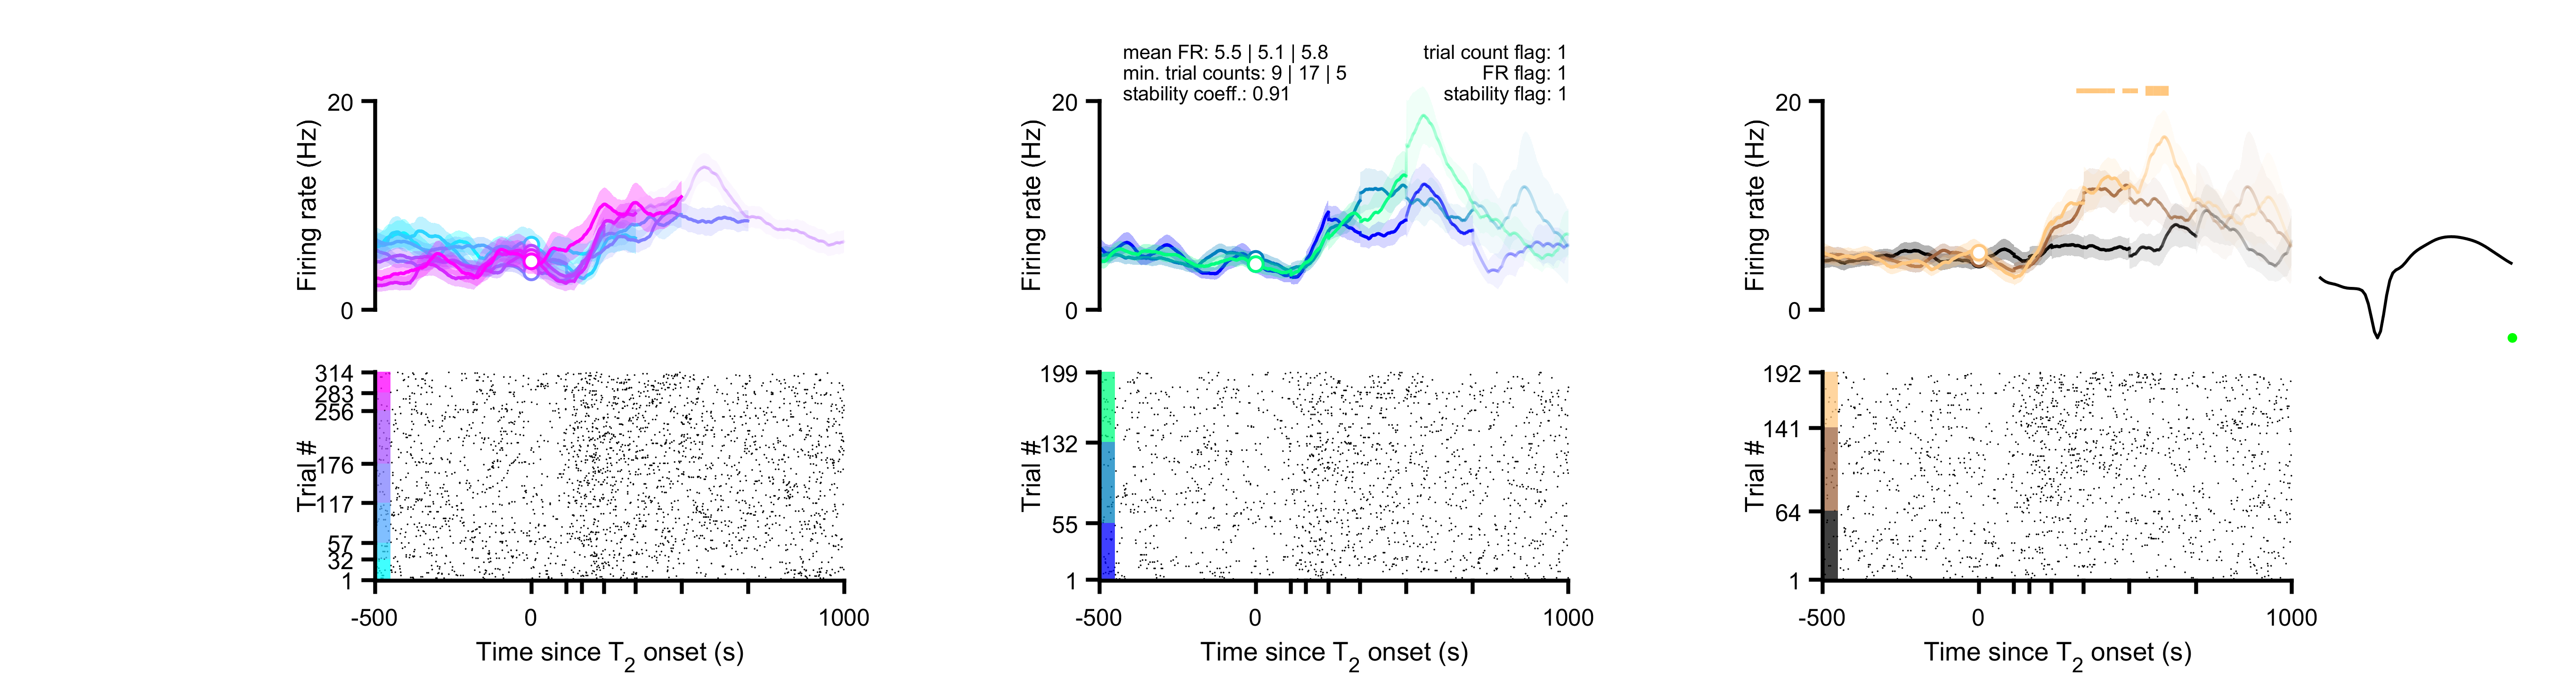 mean FR: 5.5 | 5.1 | 5.8
min. trial counts: 9 | 17 | 5
stability coeff.: 0.91
trial count flag: 1
FR flag: 1
stability flag: 1
20
Firing rate (Hz)
0
20
Firing rate (Hz)
0
20
Firing rate (Hz)
0
314
283
256
176
117
57
32
1
Trial #
-500
0
1000
Time since T2 onset (s)
199
132
55
1
Trial #
-500
0
1000
Time since T2 onset (s)
192
141
64
1
Trial #
-500
0
1000
Time since T2 onset (s)